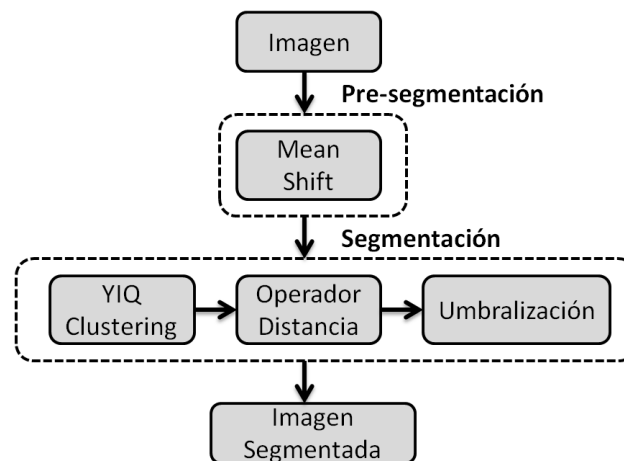 Imagen
Pre-segmentación
Mean
Shift
Segmentación
YIQ
Clustering
Operador
Distancia
Umbralización
Imagen
Segmentada